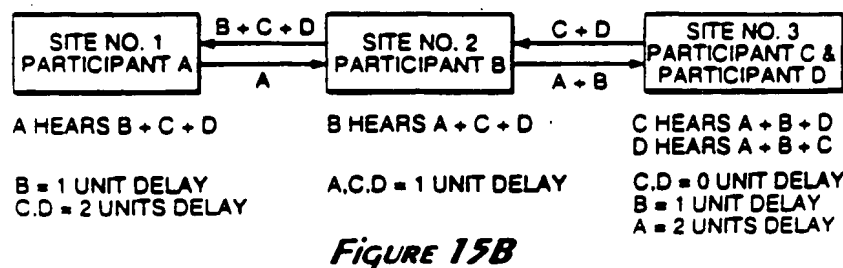 B + C + D
C + D
SITE NO. 1
PARTICIPANT A
SITE NO. 2
PARTICIPANT B
SITE NO. 3
PARTICIPANT C &
PARTICIPANT D
A
A + B
A HEARS B + C + D
B HEARS A + C + D
C HEARS A + B + D
D HEARS A + B + C
B = 1 UNIT DELAY
C.D = 2 UNITS DELAY
A,C.D = 1 UNIT DELAY
C.D = 0 UNIT DELAY
B = 1 UNIT DELAY
A = 2 UNITS DELAY
FIGURE 15B